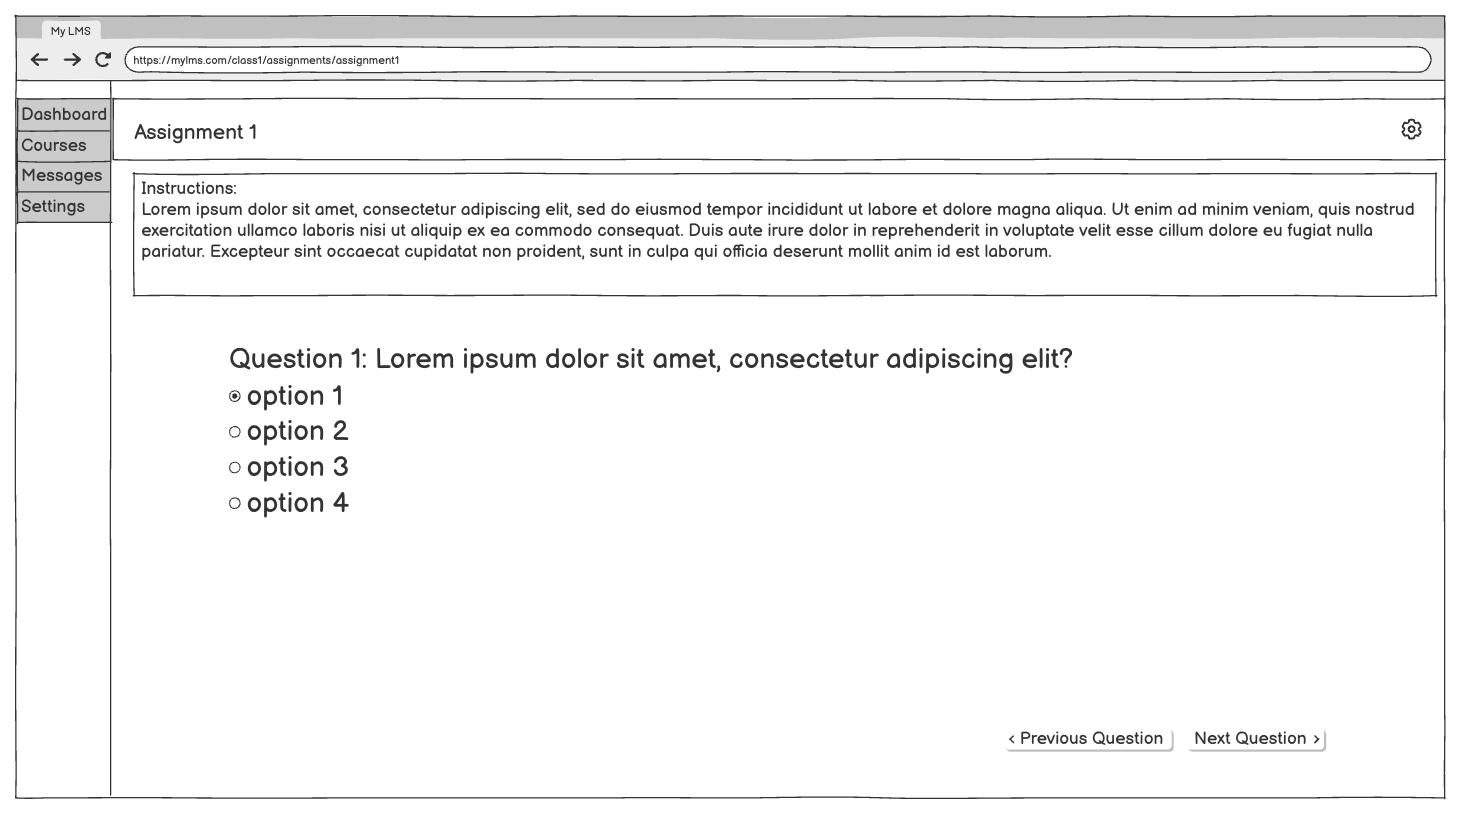 My LMS
https://mylms.com/class1/assignments/assignment1
Dashboard
Courses
Messages
Settings
Assignment 1
Instructions:
Lorem ipsum dolor sit amet, consectetur adipiscing elit, sed do eiusmod tempor incididunt ut labore et dolore magna aliqua. Ut enim ad minim veniam, quis nostrud
exercitation ullamco laboris nisi ut aliquip ex ea commodo consequat. Duis aute irure dolor in reprehenderit in voluptate velit esse cillum dolore eu fugiat nulla
pariatur. Excepteur sint occaecat cupidatat non proident, sunt in culpa qui officia deserunt mollit anim id est laborum.
Question 1: Lorem ipsum dolor sit amet, consectetur adipiscing elit?
option 1
option 2
option 3
option 4
‹ Previous Question
Next Question ›